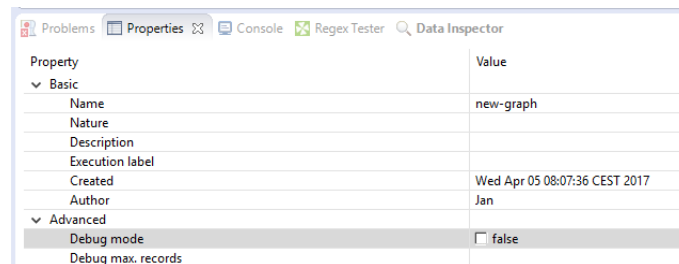 Problems Properties Console Regex Tester Data Inspector
Property Value
Basic
Name new-graph
Nature
Description
Execution label
Created Wed Apr 05 08:07:36 CEST 2017
Author Jan
Advanced
Debug mode false
Debug max. records